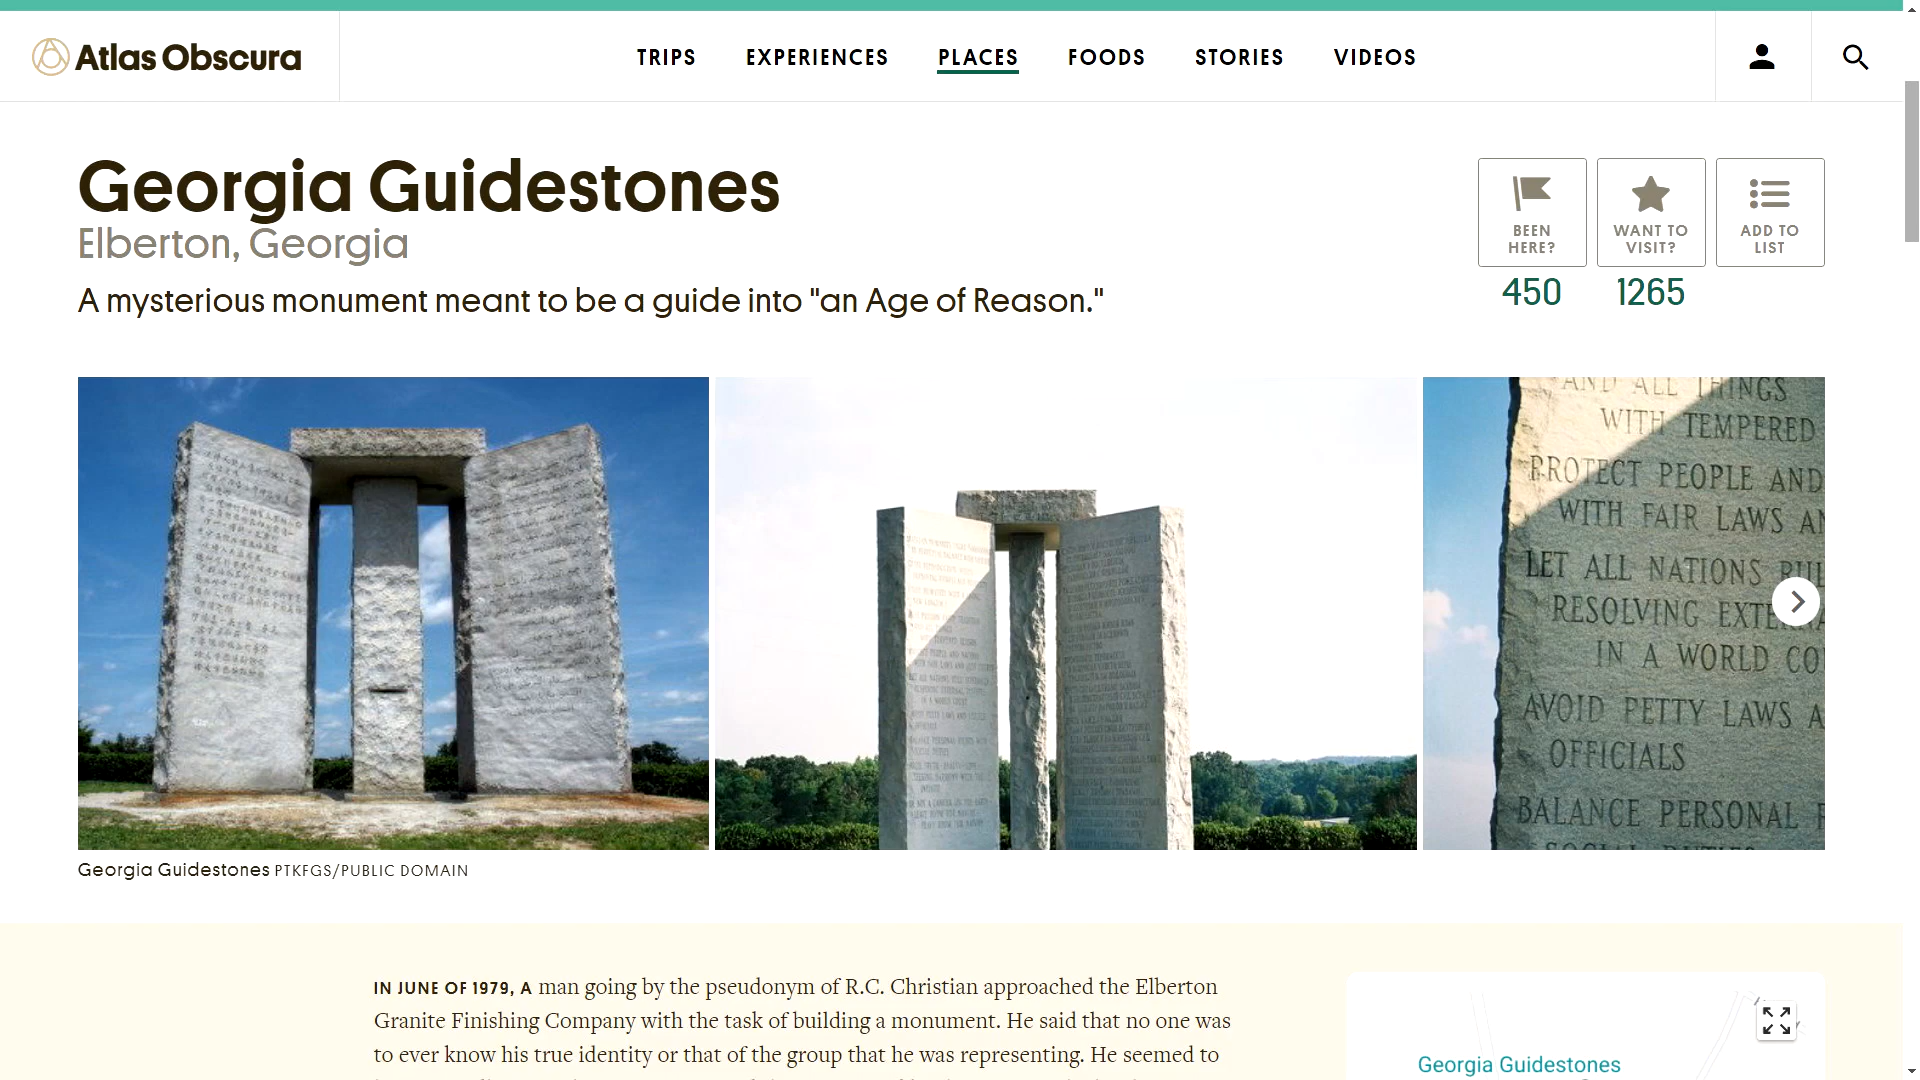 Atlas Obscura
TRIPS EXPERIENCES PLACES FOODS STORIES VIDEOS
Georgia Guidestones
Elberton, Georgia
A mysterious monument meant to be a guide into "an Age of Reason."
BEEN HERE?
450
WANT TO VISIT?
1265
ADD TO LIST
AND ALL THINGS
WITH TEMPERED
PROTECT PEOPLE AND
WITH FAIR LAWS
LET ALL NATIONS
RESOLVING
IN A WORLD
AVOID PETTY LAWS
OFFICIALS
BALANCE PERSONAL
Georgia Guidestones PTKFGS/PUBLIC DOMAIN
IN JUNE OF 1979, A man going by the pseudonym of R.C. Christian approached the Elberton
Granite Finishing Company with the task of building a monument. He said that no one was
to ever know his true identity or that of the group that he was representing. He seemed to
Georgia Guidestones